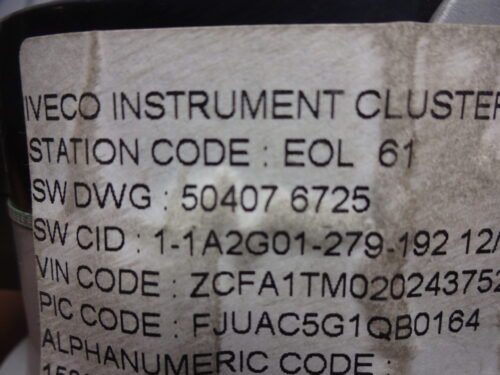 IVECO INSTRUMENT CLUSTER
STATION CODE : EOL 61
SW DWG : 50407 6725
SW CID : 1-1A2G01-279-192 12/
VIN CODE : ZCFA1TM020243752
PIC CODE : FJUAC5G1QB0164
ALPHANUMERIC CODE :